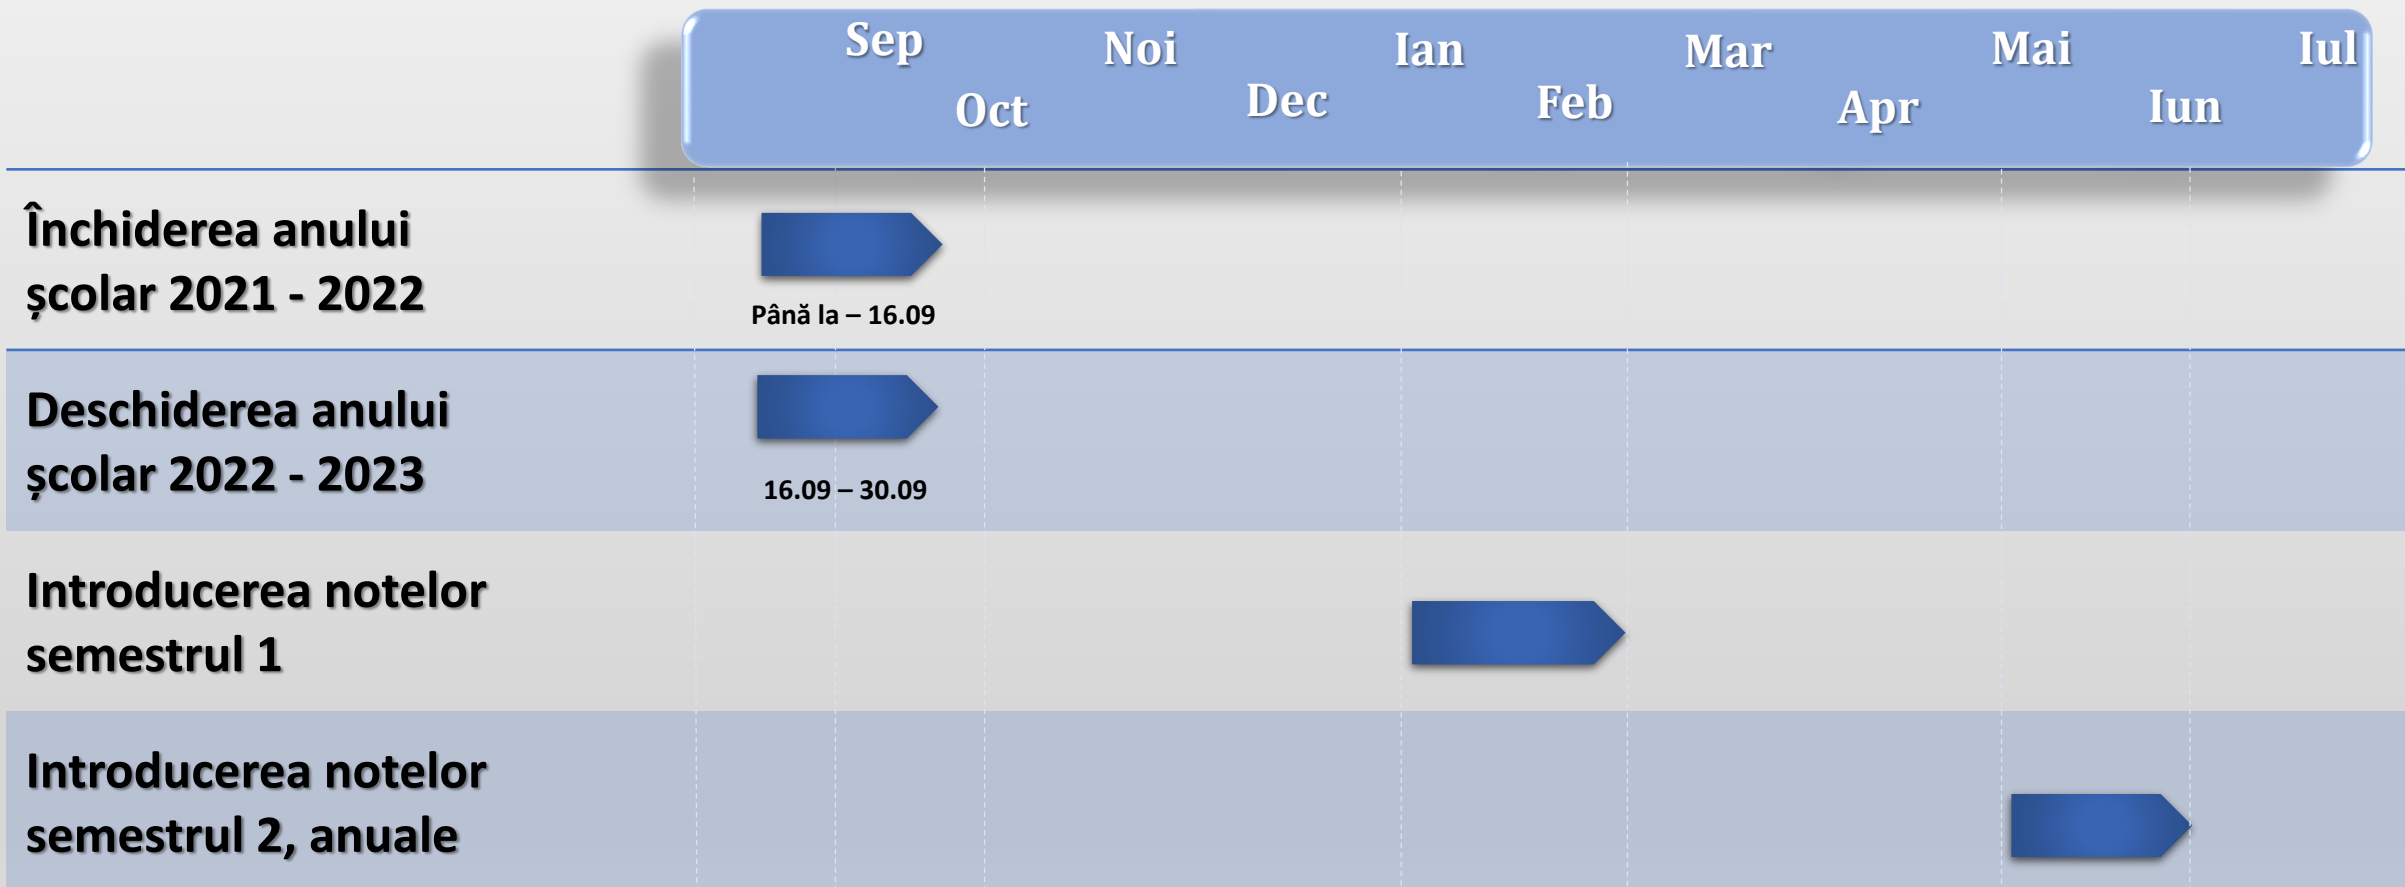 Sep
Oct
Noi
Dec
Ian
Feb
Mar
Apr
Mai
Iun
Iul
Închiderea anului
școlar 2021 - 2022
Până la – 16.09
Deschiderea anului
școlar 2022 - 2023
16.09 – 30.09
Introducerea notelor
semestrul 1
Introducerea notelor
semestrul 2, anuale